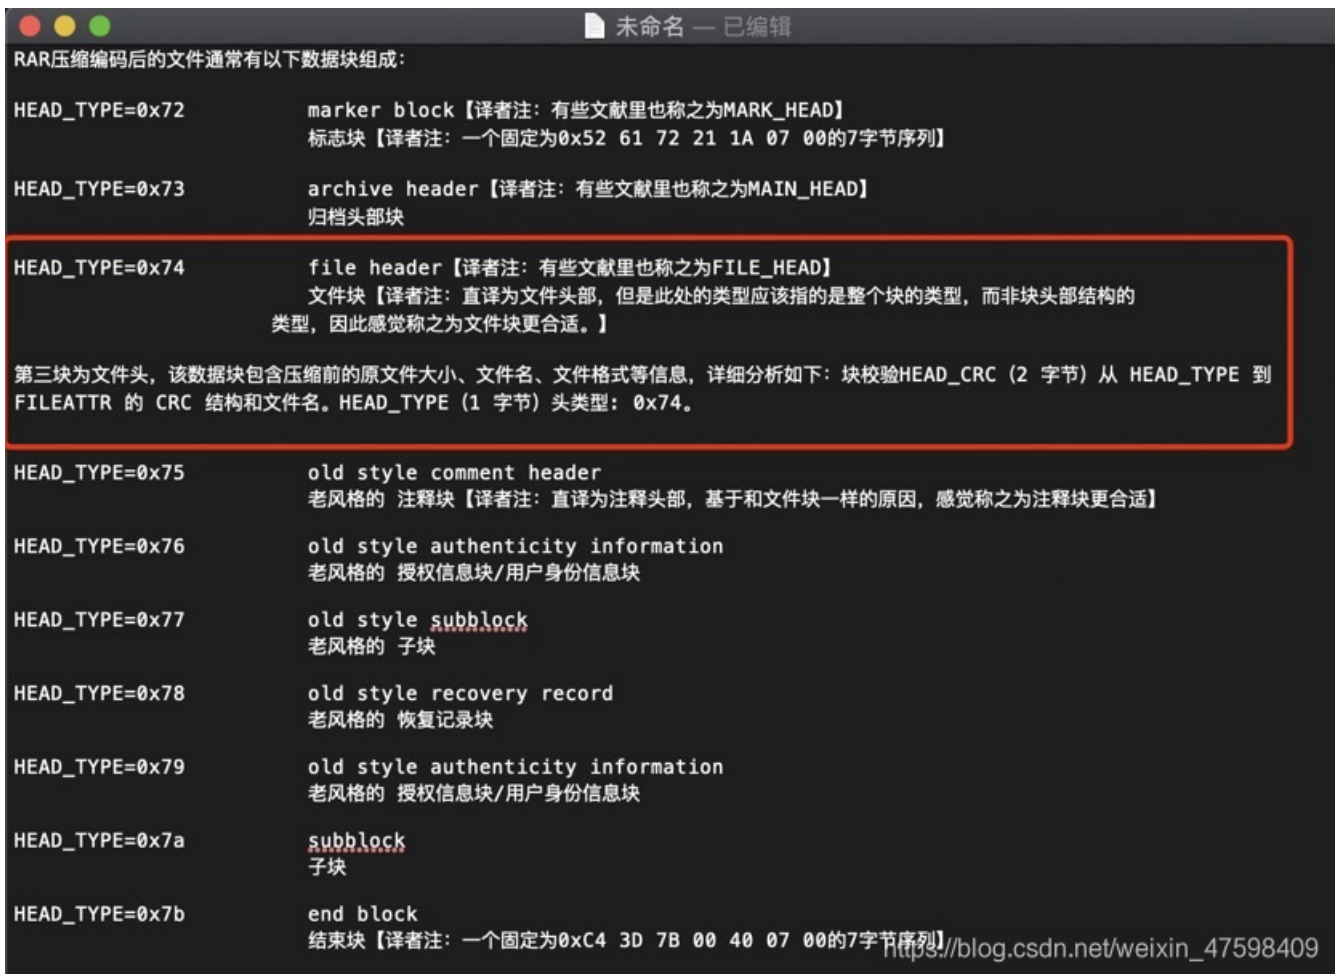 未命名 — 已编辑
RAR压缩编码后的文件通常有以下数据块组成：
HEAD_TYPE=0x72 marker block【译者注：有些文献里也称之为MARK_HEAD】
标志块【译者注：一个固定为0x52 61 72 21 1A 07 00的7字节序列】
HEAD_TYPE=0x73 archive header【译者注：有些文献里也称之为MAIN_HEAD】
归档头部块
HEAD_TYPE=0x74 file header【译者注：有些文献里也称之为FILE_HEAD】
文件块【译者注：直译为文件头部，但是此处的类型应该指的是整个块的类型，而非块头部结构的
类型，因此感觉称之为文件块更合适。】
第三块为文件头，该数据块包含压缩前的原文件大小、文件名、文件格式等信息，详细分析如下：块校验HEAD_CRC（2 字节）从 HEAD_TYPE 到
FILEATTR 的 CRC 结构和文件名。HEAD_TYPE（1 字节）头类型: 0x74。
HEAD_TYPE=0x75 old style comment header
老风格的 注释块【译者注：直译为注释头部，基于和文件块一样的原因，感觉称之为注释块更合适】
HEAD_TYPE=0x76 old style authenticity information
老风格的 授权信息块/用户身份信息块
HEAD_TYPE=0x77 old style subblock
老风格的 子块
HEAD_TYPE=0x78 old style recovery record
老风格的 恢复记录块
HEAD_TYPE=0x79 old style authenticity information
老风格的 授权信息块/用户身份信息块
HEAD_TYPE=0x7a subblock
子块
HEAD_TYPE=0x7b end block
结束块【译者注：一个固定为0xC4 3D 7B 00 40 07 00的7字节序列】
https://blog.csdn.net/weixin_47598409